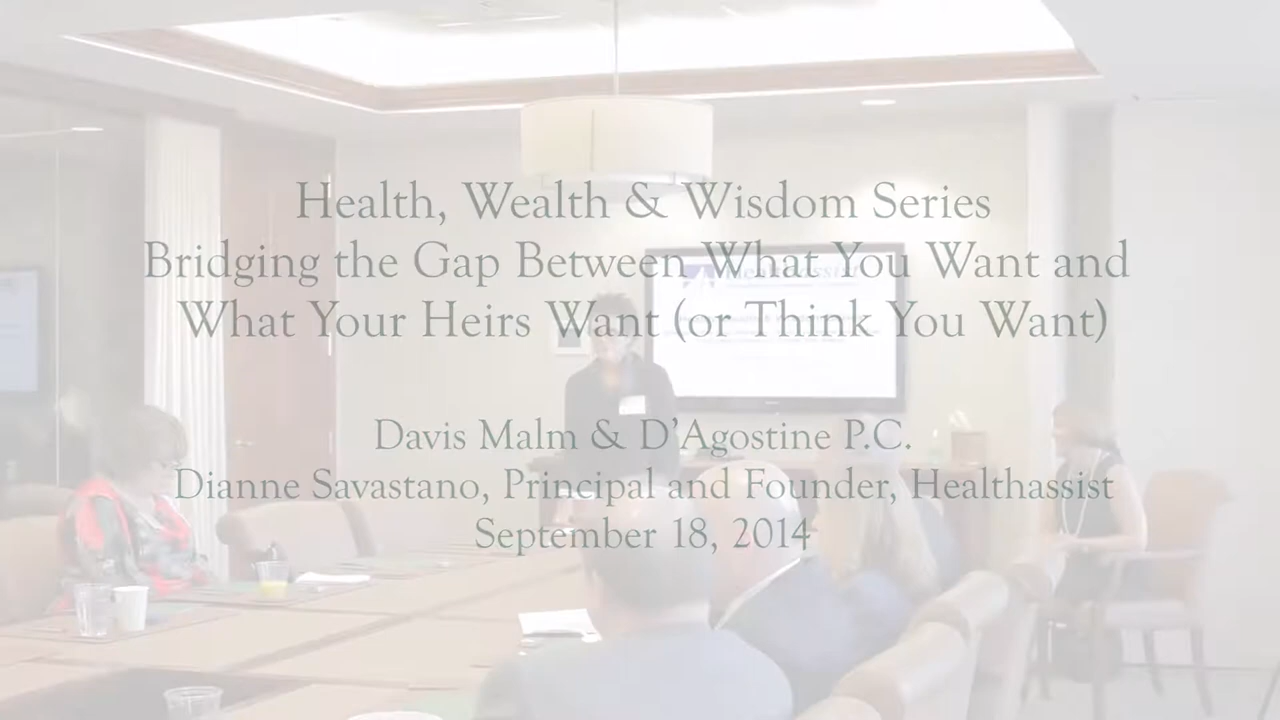 Health, Wealth & Wisdom Series
Bridging the Gap Between What You Want and
What Your Heirs Want (or Think You Want)
Davis Malm & D'Agostine P.C.
Dianne Savastano, Principal and Founder, Healthassist
September 18, 2014